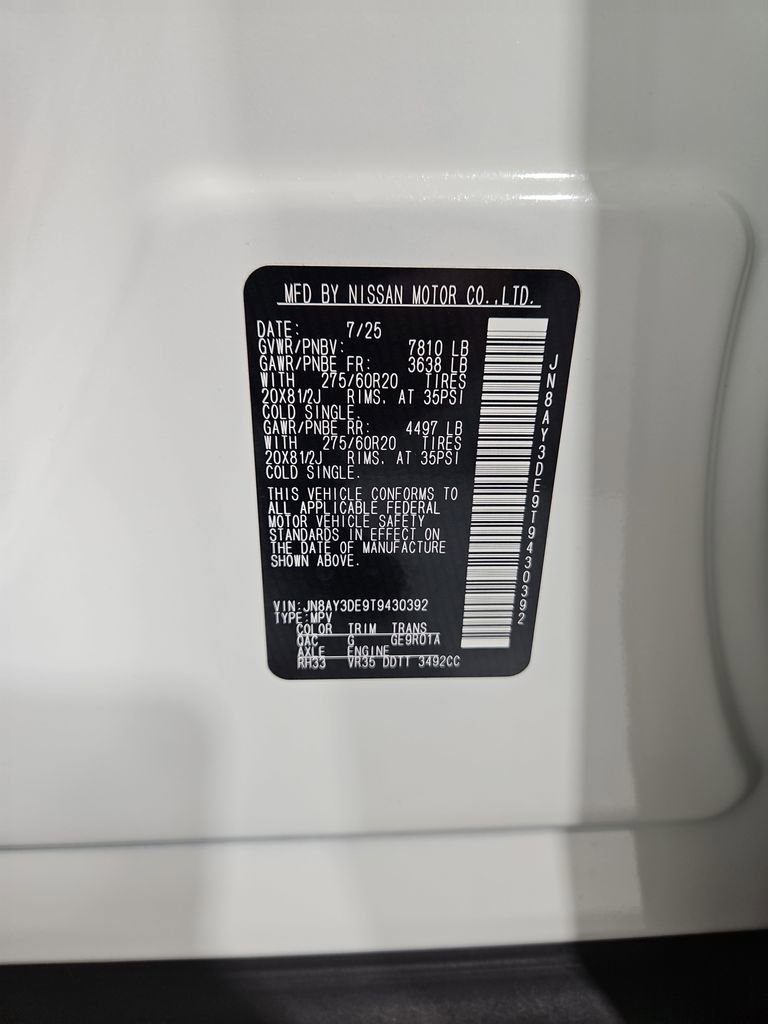 MFD BY NISSAN MOTOR CO.,LTD.
DATE: 7/25
GVWR/PNBV: 7810 LB
GAWR/PNBE FR: 3638 LB
WITH 275/60R20 TIRES
20X81/2J RIMS, AT 35PSI
COLD SINGLE.
GAWR/PNBE RR: 4497 LB
WITH 275/60R20 TIRES
20X81/2J RIMS, AT 35PSI
COLD SINGLE.
THIS VEHICLE CONFORMS TO
ALL APPLICABLE FEDERAL
MOTOR VEHICLE SAFETY
STANDARDS IN EFFECT ON
THE DATE OF MANUFACTURE
SHOWN ABOVE.
VIN:JN8AY3DE9T9430392
TYPE:MPV
COLOR TRIM TRANS
QAC G GE9R01A
AXLE ENGINE
RH33 VR35 DDTT 3492CC
JN8AY3DE9T9430392